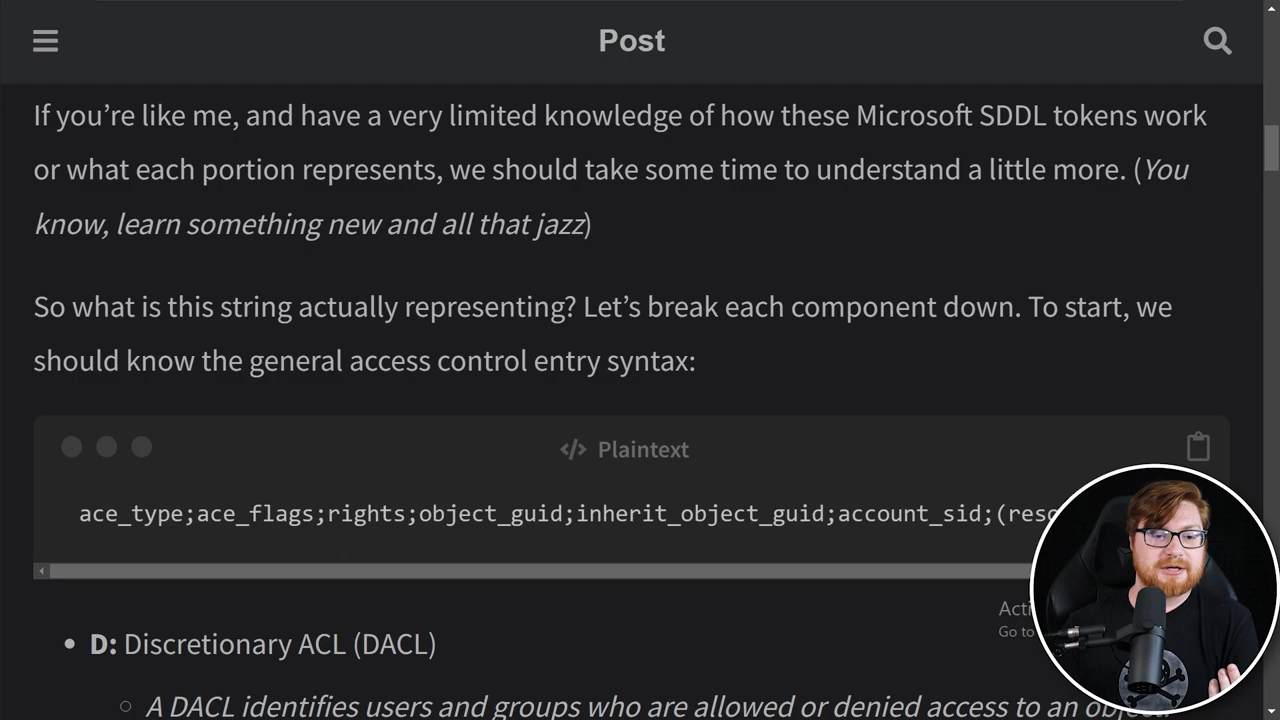 Post
If you’re like me, and have a very limited knowledge of how these Microsoft SDDL tokens work
or what each portion represents, we should take some time to understand a little more. (You
know, learn something new and all that jazz)
So what is this string actually representing? Let’s break each component down. To start, we
should know the general access control entry syntax:
</> Plaintext
ace_type;ace_flags;rights;object_guid;inherit_object_guid;account_sid;(reso
Acti
Go to
• D: Discretionary ACL (DACL)
○ A DACL identifies users and groups who are allowed or denied access to an object.